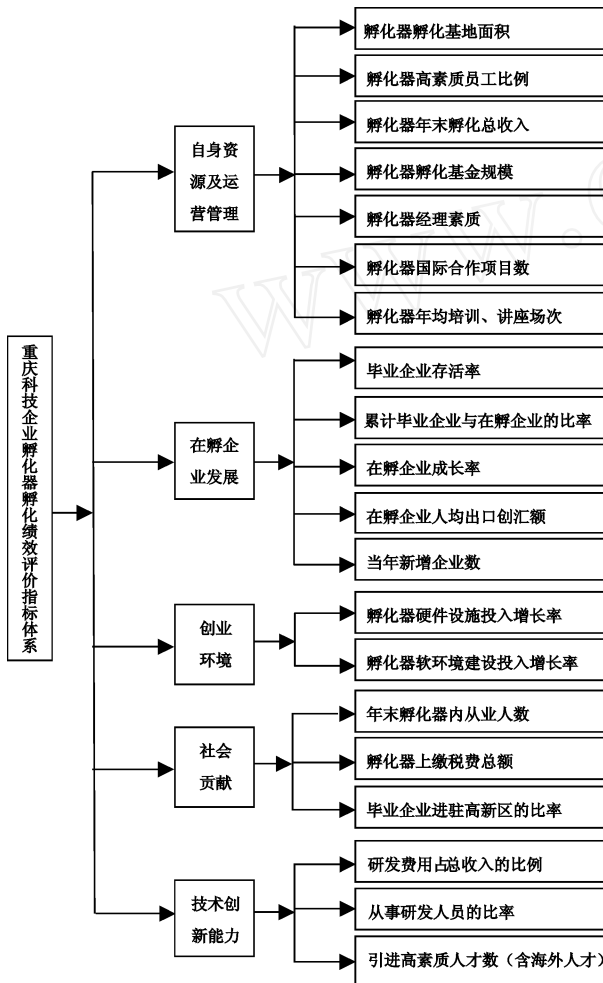 重庆科技企业孵化器孵化绩效评价指标体系
自身资
源及运
营管理
孵化器孵化基地面积
孵化器高素质员工比例
孵化器年末孵化总收入
孵化器孵化基金规模
孵化器经理素质
孵化器国际合作项目数
孵化器年均培训、讲座场次
在孵企
业发展
毕业企业存活率
累计毕业企业与在孵企业的比率
在孵企业成长率
在孵企业人均出口创汇额
当年新增企业数
创业
环境
孵化器硬件设施投入增长率
孵化器软环境建设投入增长率
社会
贡献
年末孵化器内从业人数
孵化器上缴税费总额
毕业企业进驻高新区的比率
技术创
新能力
研发费用占总收入的比例
从事研发人员的比率
引进高素质人才数（含海外人才）
www.